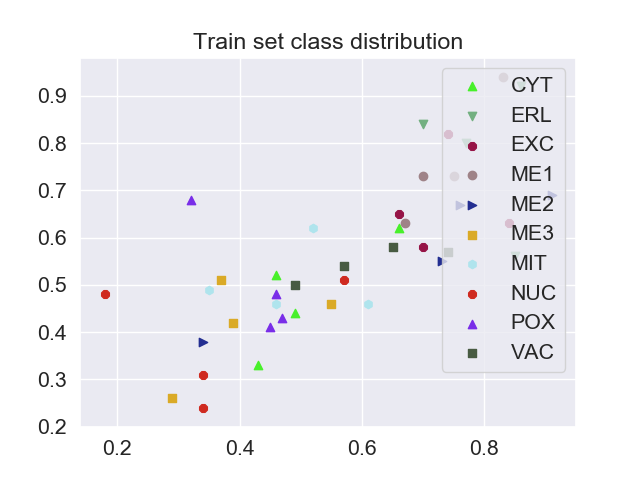 Train set class distribution
0.9
0.8
0.7
0.6
0.5
0.4
0.3
0.2
0.2 0.4 0.6 0.8
CYT
ERL
EXC
ME1
ME2
ME3
MIT
NUC
POX
VAC